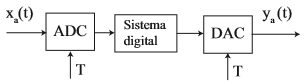 xₐ(t)
ADC
Sistema
digital
DAC
yₐ(t)
T
T